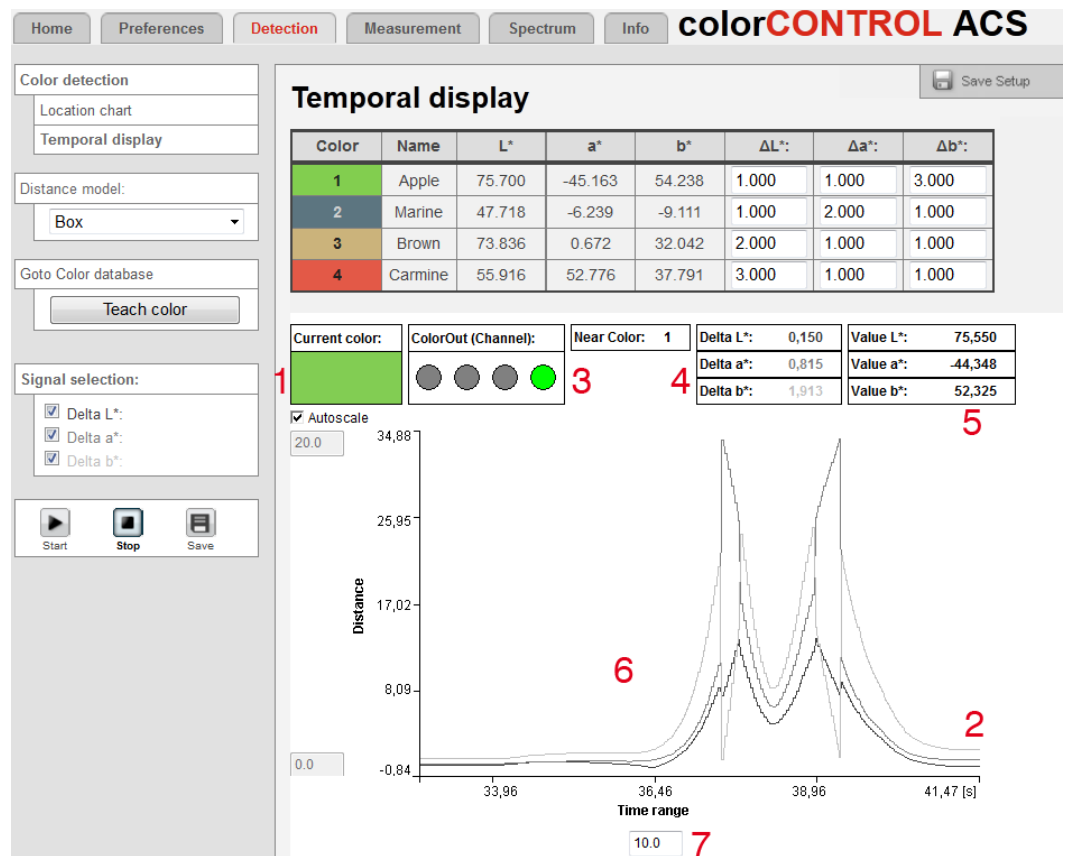 Home Preferences Detection Measurement Spectrum Info colorCONTROL ACS
Save Setup
Color detection
Location chart
Temporal display
Distance model:
Box
Goto Color database
Teach color
Signal selection:
Delta L*:
Delta a*:
Delta b*:
Start Stop Save
Temporal display
Color Name L* a* b* ΔL*: Δa*: Δb*:
1 Apple 75.700 -45.163 54.238 1.000 1.000 3.000
2 Marine 47.718 -6.239 -9.111 1.000 2.000 1.000
3 Brown 73.836 0.672 32.042 2.000 1.000 1.000
4 Carmine 55.916 52.776 37.791 3.000 1.000 1.000
Current color: ColorOut (Channel): Near Color: 1 Delta L*: 0,150 Value L*: 75,550
Delta a*: 0,815 Value a*: -44,348
1 3 4 Delta b*: 1,913 Value b*: 52,325
5
Autoscale
20.0 34,88
25,95
Distance
17,02
6
8,09
2
0.0 -0,84
33,96 36,46 38,96 41,47 [s]
Time range
10.0 7